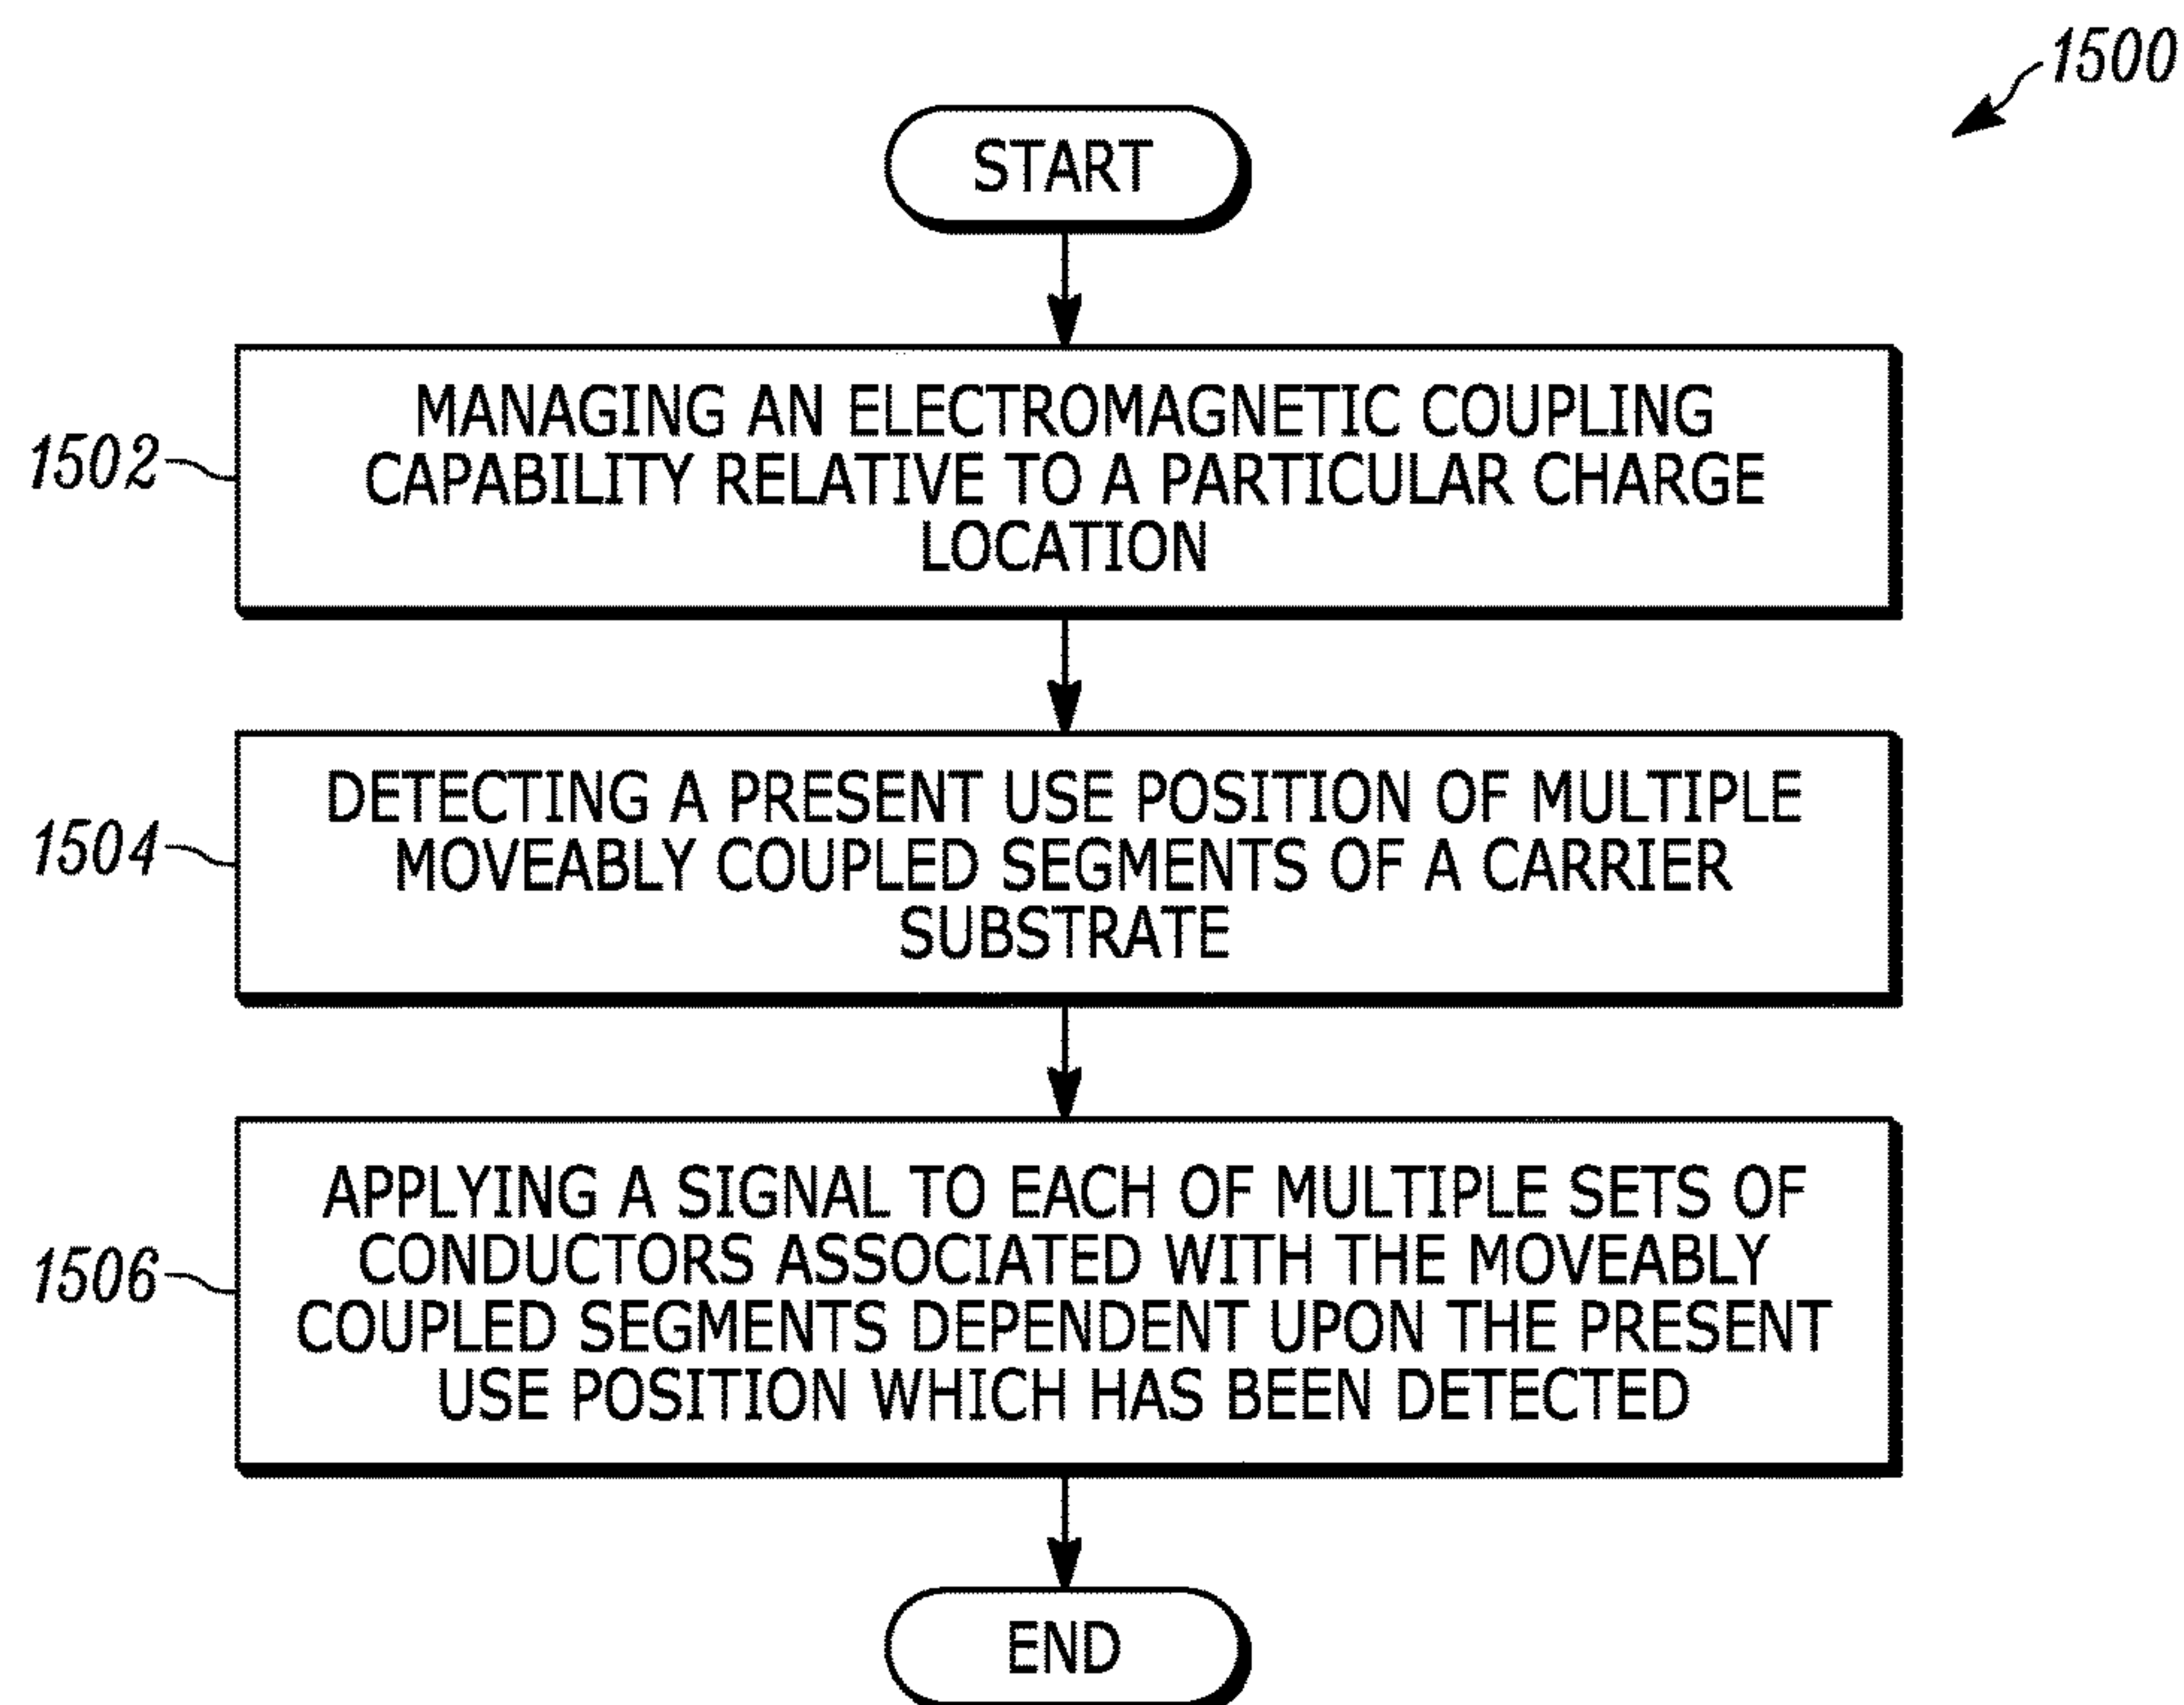 1500
START
1502
MANAGING AN ELECTROMAGNETIC COUPLING
CAPABILITY RELATIVE TO A PARTICULAR CHARGE
LOCATION
1504
DETECTING A PRESENT USE POSITION OF MULTIPLE
MOVEABLY COUPLED SEGMENTS OF A CARRIER
SUBSTRATE
1506
APPLYING A SIGNAL TO EACH OF MULTIPLE SETS OF
CONDUCTORS ASSOCIATED WITH THE MOVEABLY
COUPLED SEGMENTS DEPENDENT UPON THE PRESENT
USE POSITION WHICH HAS BEEN DETECTED
END